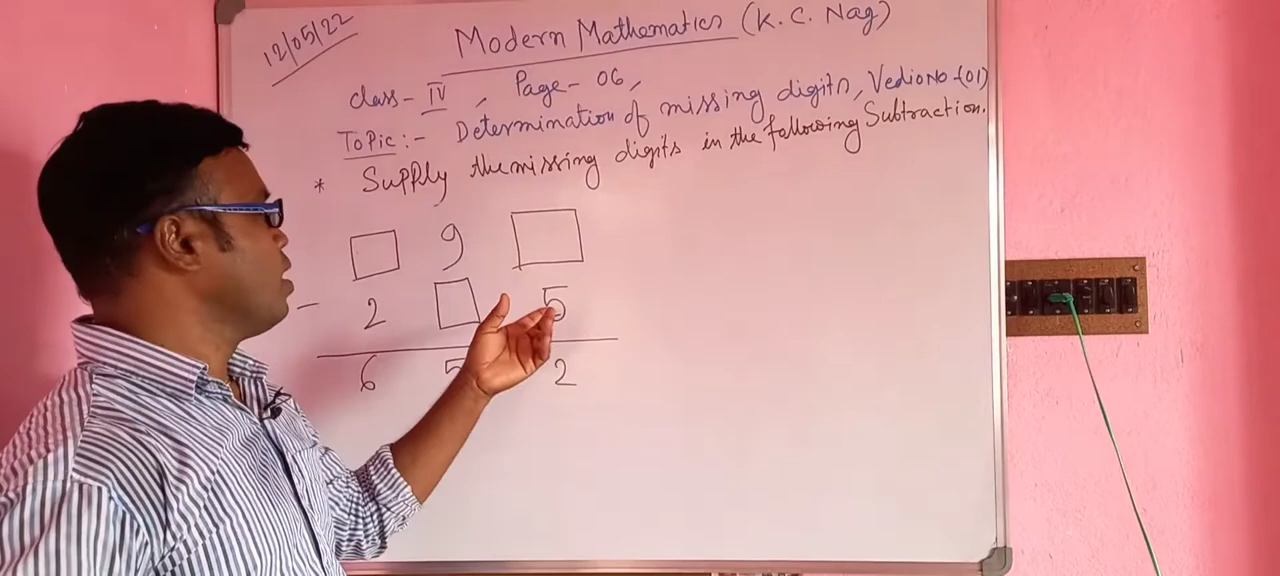 12/05/22
Modern Mathematics (K. C. Nag)
class - IV , Page - 06,
Topic :- Determination of missing digits, Vedio No-(01)
* Supply the missing digits in the following Subtraction.
□ 9 □
- 2 □ 5
6 5 2